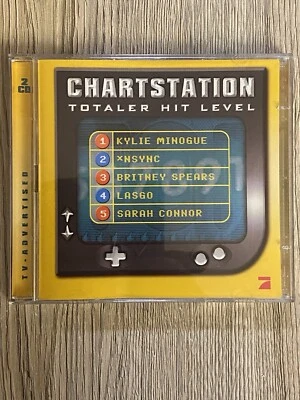 CHARTSTATION
TOTALER HIT LEVEL
1 KYLIE MINOGUE
2 *NSYNC
3 BRITNEY SPEARS
4 LASGO
5 SARAH CONNOR
2 CD
TV-ADVERTISED